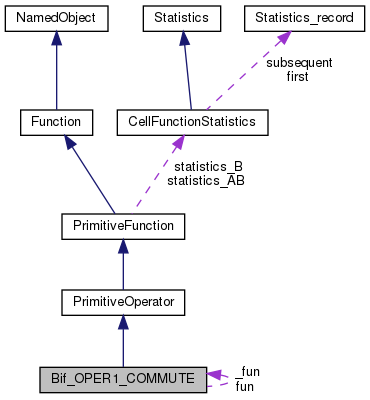 NamedObject
Statistics
Statistics_record
subsequent
first
Function
CellFunctionStatistics
statistics_B
statistics_AB
PrimitiveFunction
PrimitiveOperator
Bif_OPER1_COMMUTE
_fun
fun